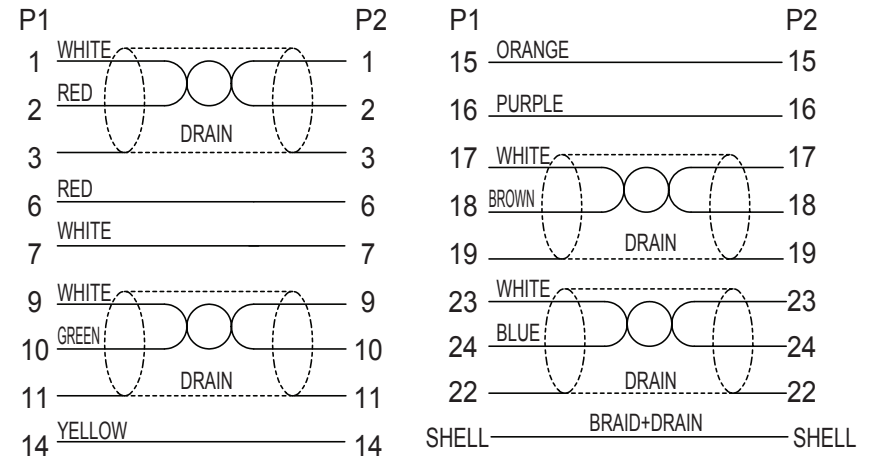 P1 P2
1 WHITE 1
2 RED 2
DRAIN
3 3
6 RED 6
7 WHITE 7
9 WHITE 9
10 GREEN 10
DRAIN
11 11
14 YELLOW 14
P1 P2
15 ORANGE 15
16 PURPLE 16
17 WHITE 17
18 BROWN 18
DRAIN
19 19
23 WHITE 23
24 BLUE 24
DRAIN
22 22
BRAID+DRAIN
SHELL SHELL